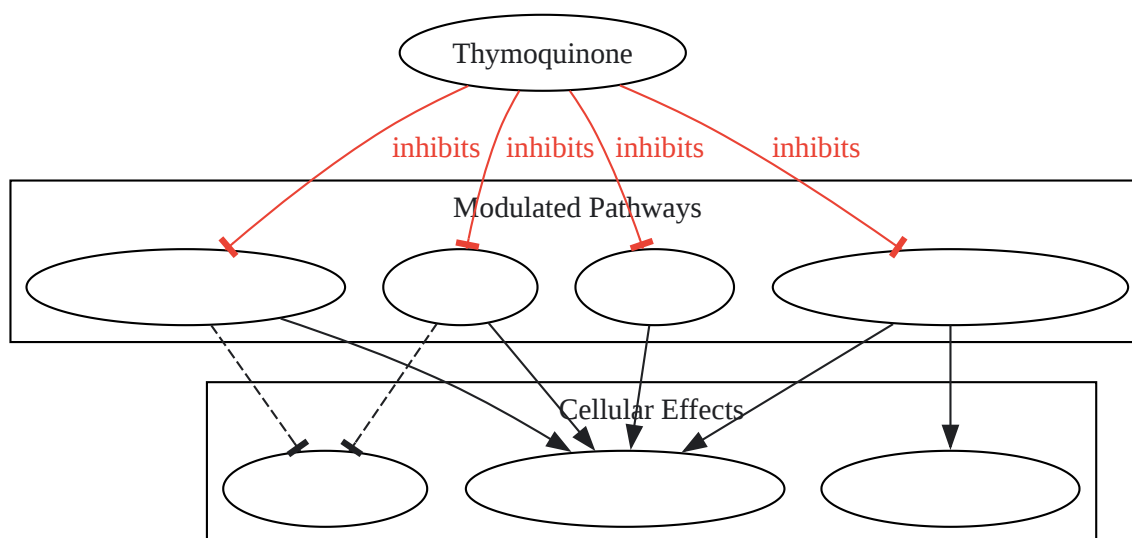 Thymoquinone
inhibits inhibits inhibits inhibits
Modulated Pathways
Cellular Effects